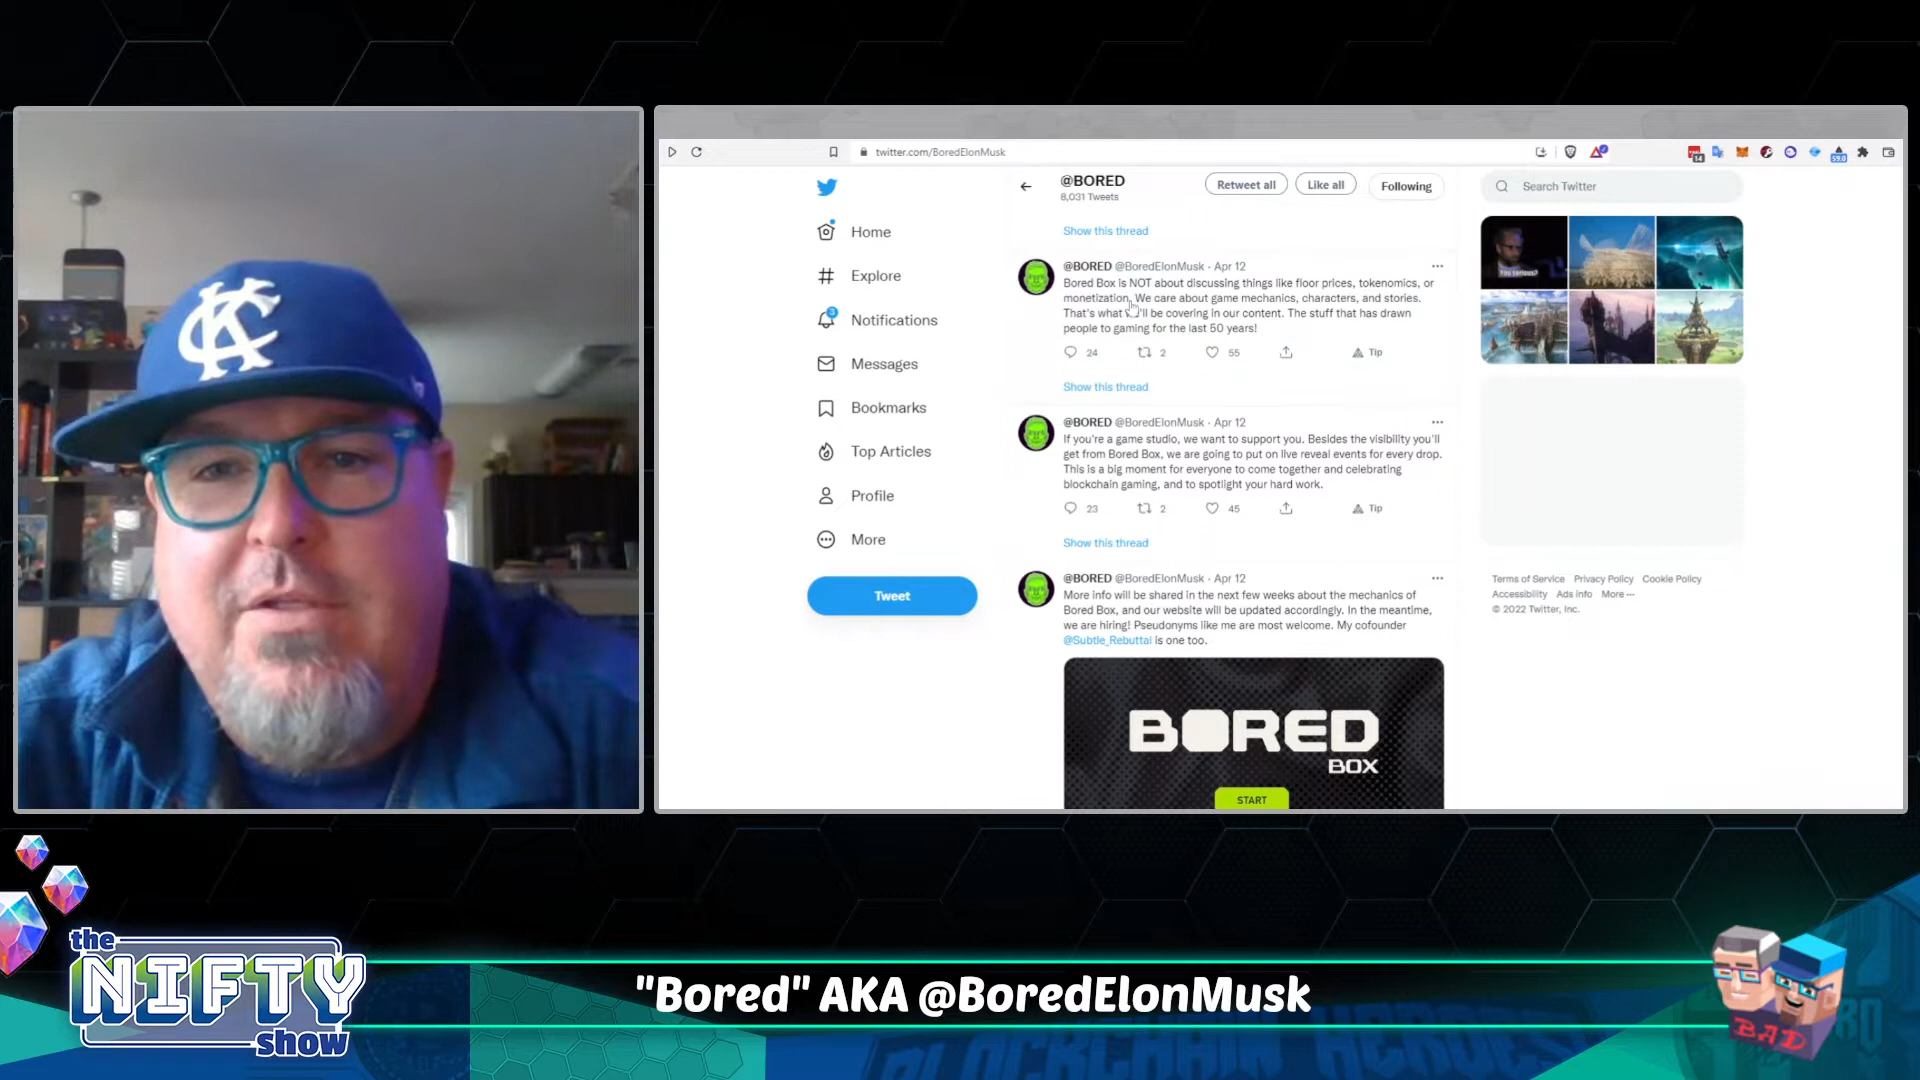 twitter.com/BoredElonMusk
@BORED
8,031 Tweets
Retweet all
Like all
Following
Search Twitter
Home
Explore
Notifications
3
Messages
Bookmarks
Top Articles
Profile
More
Tweet
Show this thread
@BORED @BoredElonMusk · Apr 12
Bored Box is NOT about discussing things like floor prices, tokenomics, or
monetization. We care about game mechanics, characters, and stories.
That's what we'll be covering in our content. The stuff that has drawn
people to gaming for the last 50 years!
24 2 55 Tip
Show this thread
@BORED @BoredElonMusk · Apr 12
If you're a game studio, we want to support you. Besides the visibility you'll
get from Bored Box, we are going to put on live reveal events for every drop.
This is a big moment for everyone to come together and celebrating
blockchain gaming, and to spotlight your hard work.
23 2 45 Tip
Show this thread
@BORED @BoredElonMusk · Apr 12
More info will be shared in the next few weeks about the mechanics of
Bored Box, and our website will be updated accordingly. In the meantime,
we are hiring! Pseudonyms like me are most welcome. My cofounder
@Subtle_Rebuttal is one too.
BORED
BOX
START
You serious?
Terms of Service Privacy Policy Cookie Policy
Accessibility Ads info More ···
© 2022 Twitter, Inc.
14
59.0
KC
the
NIFTY
show
"Bored" AKA @BoredElonMusk
BAD
BLOCKCHAIN HEROES